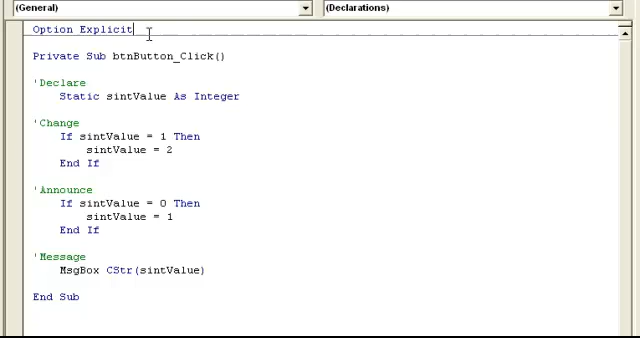 (General) (Declarations)
Option Explicit
Private Sub btnButton_Click()
'Declare
Static sintValue As Integer
'Change
If sintValue = 1 Then
sintValue = 2
End If
'Announce
If sintValue = 0 Then
sintValue = 1
End If
'Message
MsgBox CStr(sintValue)
End Sub